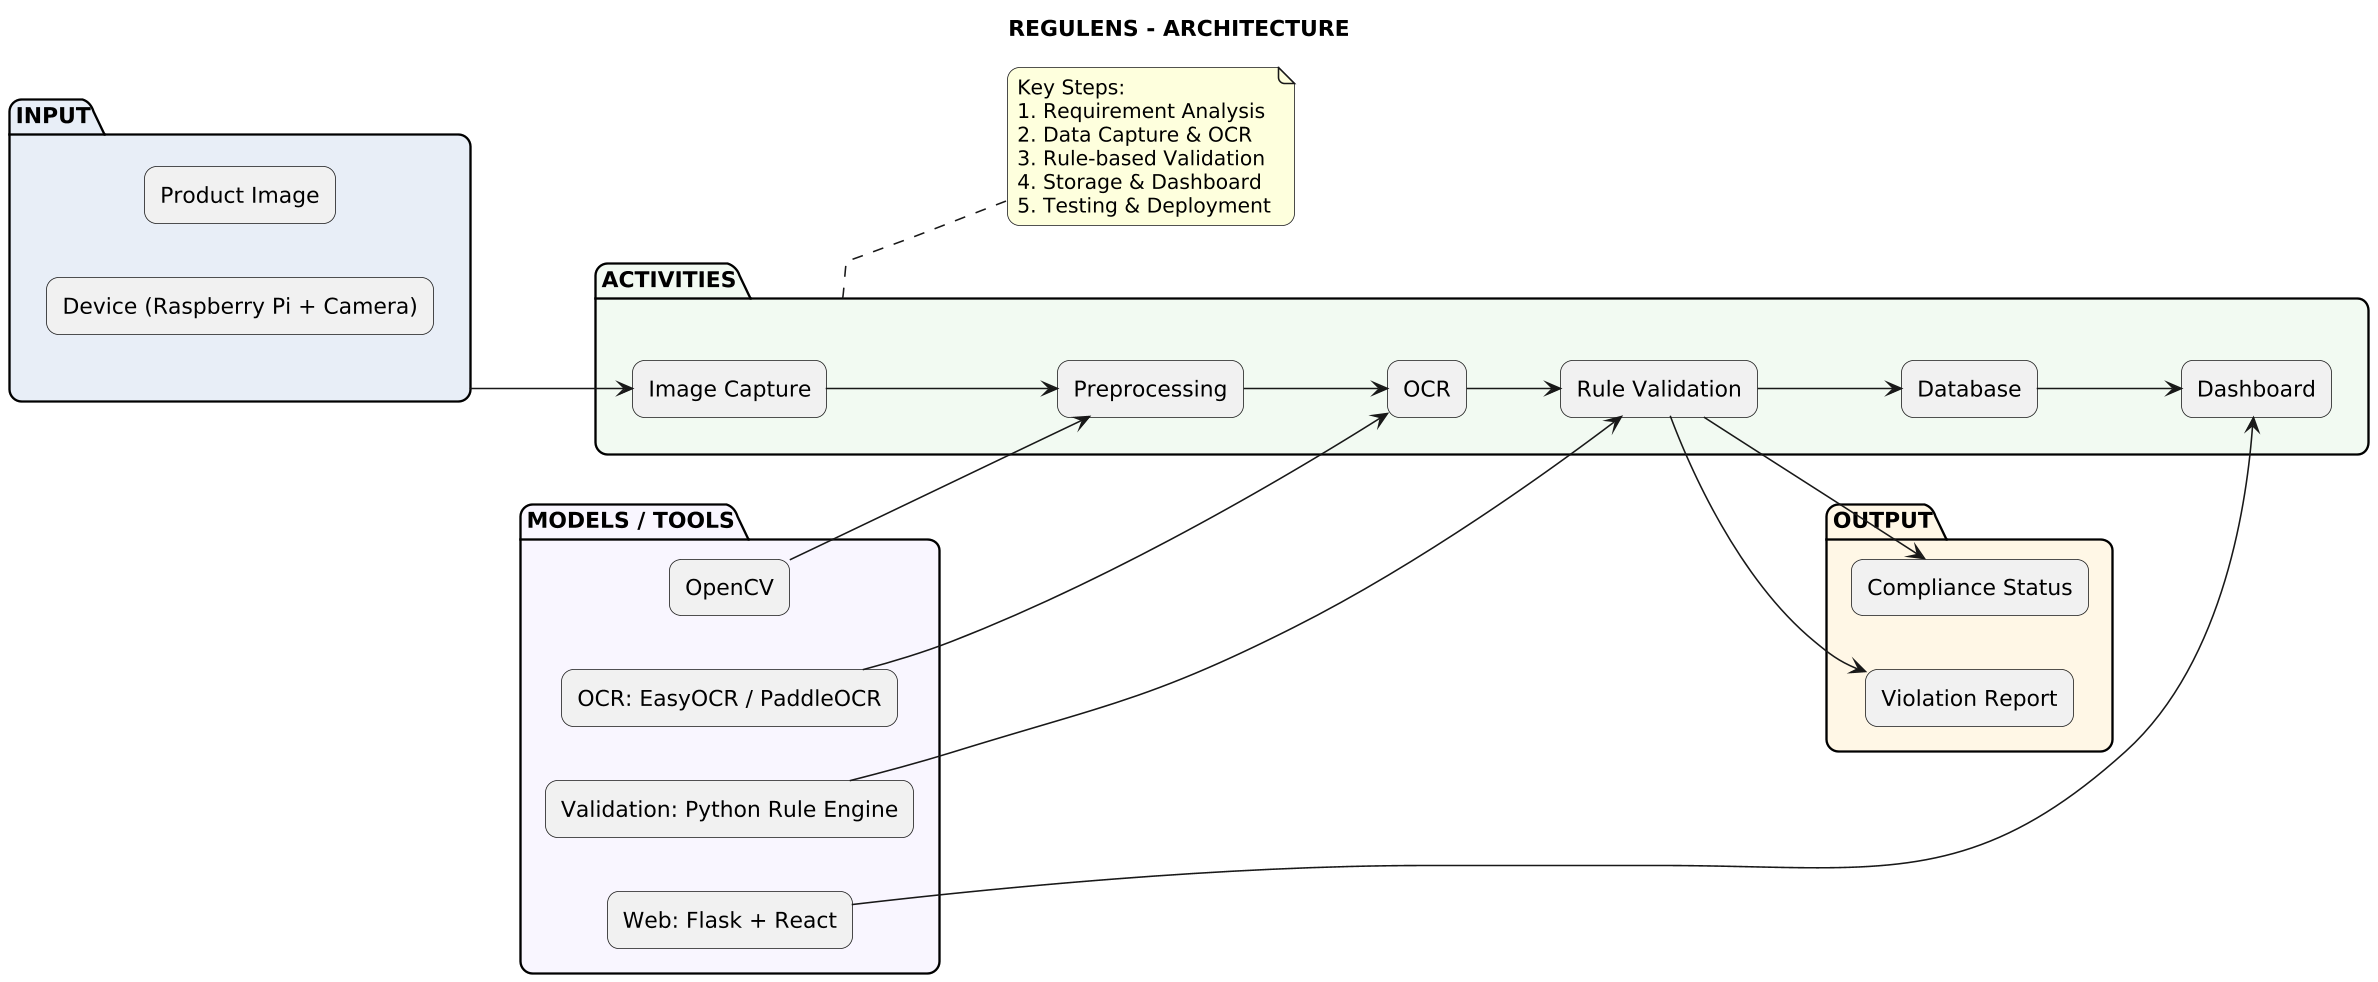 REGULENS - ARCHITECTURE
Key Steps:
1. Requirement Analysis
2. Data Capture & OCR
3. Rule-based Validation
4. Storage & Dashboard
5. Testing & Deployment
INPUT
Product Image
Device (Raspberry Pi + Camera)
ACTIVITIES
Image Capture
Preprocessing
OCR
Rule Validation
Database
Dashboard
MODELS / TOOLS
OpenCV
OCR: EasyOCR / PaddleOCR
Validation: Python Rule Engine
Web: Flask + React
OUTPUT
Compliance Status
Violation Report